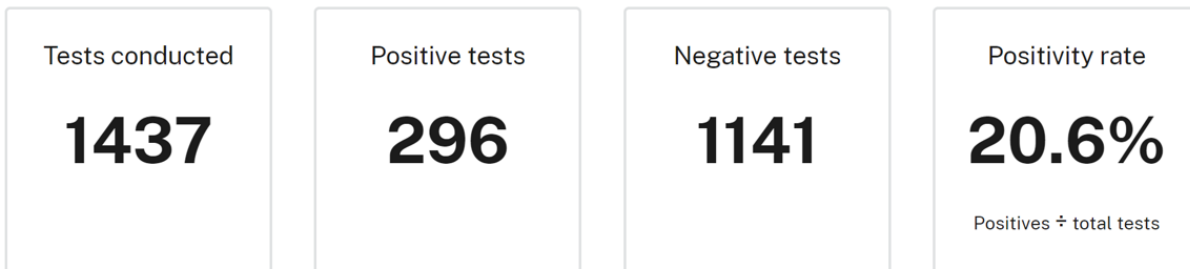 Tests conducted
1437
Positive tests
296
Negative tests
1141
Positivity rate
20.6%
Positives ÷ total tests